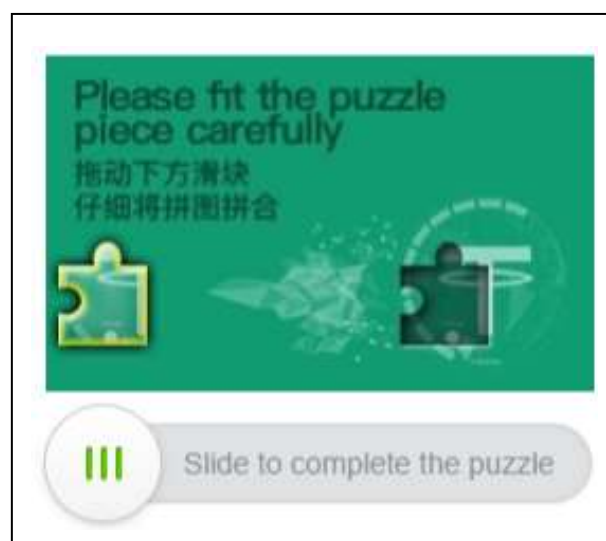 Please fit the puzzle
piece carefully
拖动下方滑块
仔细将拼图拼合
Slide to complete the puzzle